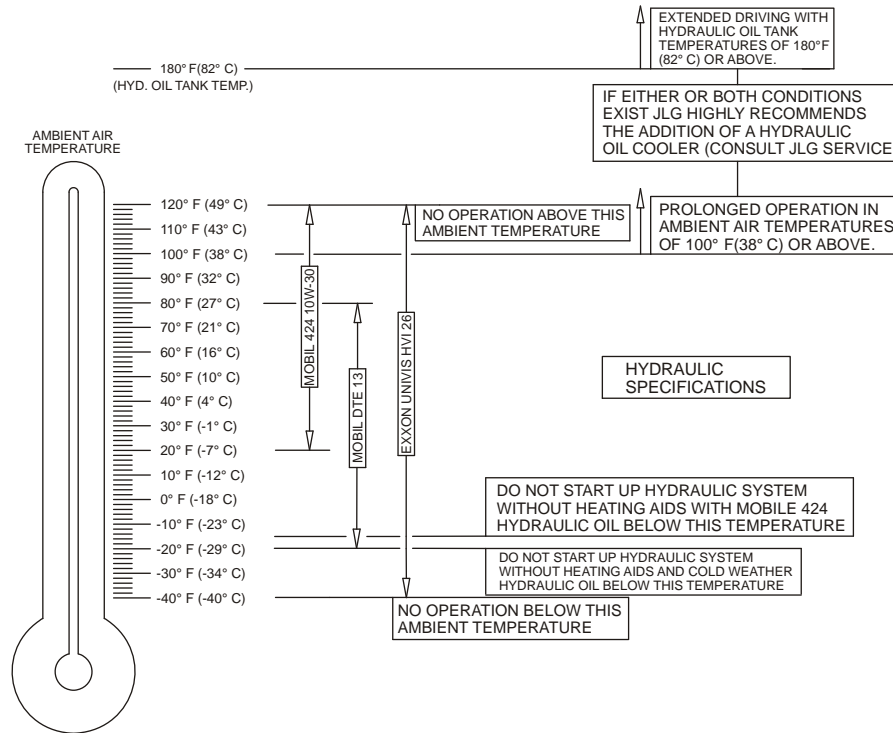 EXTENDED DRIVING WITH
HYDRAULIC OIL TANK
TEMPERATURES OF 180°F
(82° C) OR ABOVE.
180° F(82° C)
(HYD. OIL TANK TEMP.)
IF EITHER OR BOTH CONDITIONS
EXIST JLG HIGHLY RECOMMENDS
THE ADDITION OF A HYDRAULIC
OIL COOLER (CONSULT JLG SERVICE
AMBIENT AIR
TEMPERATURE
120° F (49° C)
110° F (43° C)
100° F (38° C)
90° F (32° C)
80° F (27° C)
70° F (21° C)
60° F (16° C)
50° F (10° C)
40° F (4° C)
30° F (-1° C)
20° F (-7° C)
10° F (-12° C)
0° F (-18° C)
-10° F (-23° C)
-20° F (-29° C)
-30° F (-34° C)
-40° F (-40° C)
MOBIL 424 10W-30
MOBIL DTE 13
EXXON UNIVIS HVI 26
NO OPERATION ABOVE THIS
AMBIENT TEMPERATURE
PROLONGED OPERATION IN
AMBIENT AIR TEMPERATURES
OF 100° F(38° C) OR ABOVE.
HYDRAULIC
SPECIFICATIONS
DO NOT START UP HYDRAULIC SYSTEM
WITHOUT HEATING AIDS WITH MOBILE 424
HYDRAULIC OIL BELOW THIS TEMPERATURE
DO NOT START UP HYDRAULIC SYSTEM
WITHOUT HEATING AIDS AND COLD WEATHER
HYDRAULIC OIL BELOW THIS TEMPERATURE
NO OPERATION BELOW THIS
AMBIENT TEMPERATURE